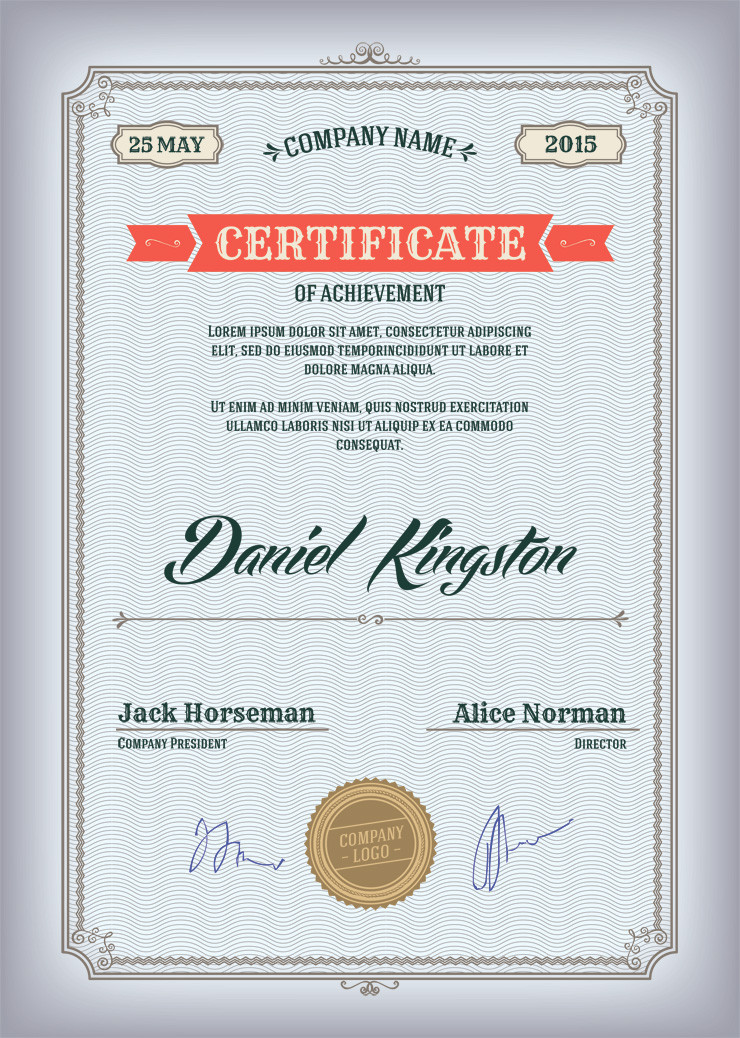 25 MAY
COMPANY NAME
2015
CERTIFICATE
OF ACHIEVEMENT
LOREM IPSUM DOLOR SIT AMET, CONSECTETUR ADIPISCING
ELIT, SED DO EIUSMOD TEMPORINCIDIDUNT UT LABORE ET
DOLORE MAGNA ALIQUA.
UT ENIM AD MINIM VENIAM, QUIS NOSTRUD EXERCITATION
ULLAMCO LABORIS NISI UT ALIQUIP EX EA COMMODO
CONSEQUAT.
Daniel Kingston
Jack Horseman
Alice Norman
COMPANY PRESIDENT
DIRECTOR
COMPANY
- LOGO -